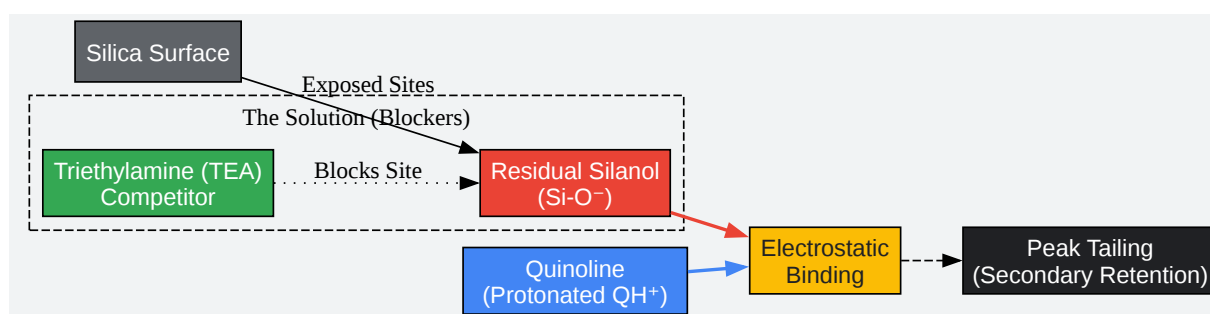 Silica Surface
Exposed Sites
The Solution (Blockers)
Triethylamine (TEA)
Competitor
Blocks Site
Residual Silanol
(Si-O⁻)
Quinoline
(Protonated QH⁺)
Electrostatic
Binding
Peak Tailing
(Secondary Retention)